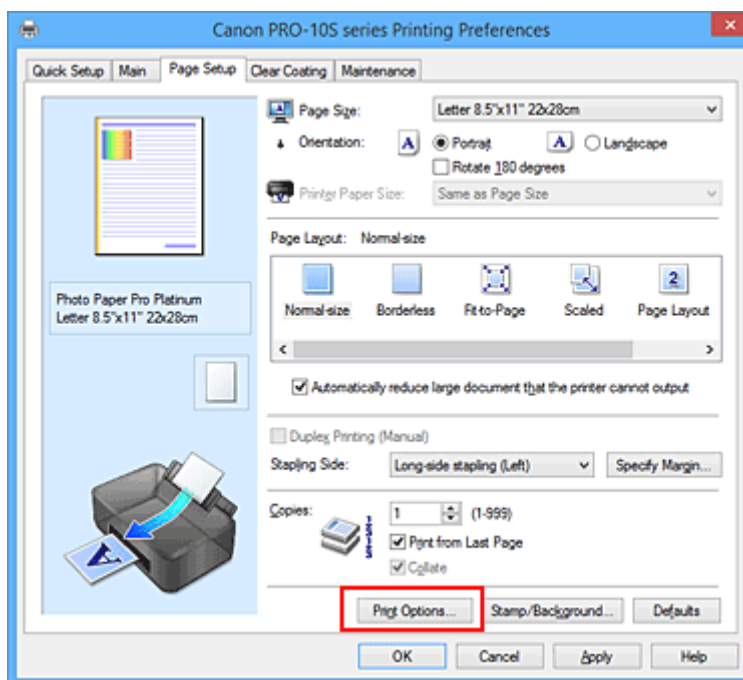 Canon PRO-10S series Printing Preferences
Quick Setup Main Page Setup Clear Coating Maintenance
Page Size: Letter 8.5"x11" 22x28cm
Orientation: A Portrait A Landscape
Rotate 180 degrees
Printer Paper Size: Same as Page Size
Page Layout: Normal-size
Photo Paper Pro Platinum
Letter 8.5"x11" 22x28cm
2
Normal-size Borderless Fit-to-Page Scaled Page Layout
Automatically reduce large document that the printer cannot output
Duplex Printing (Manual)
Stapling Side: Long-side stapling (Left) Specify Margin...
Copies: 1 (1-999)
Print from Last Page
Collate
A
Print Options... Stamp/Background... Defaults
OK Cancel Apply Help